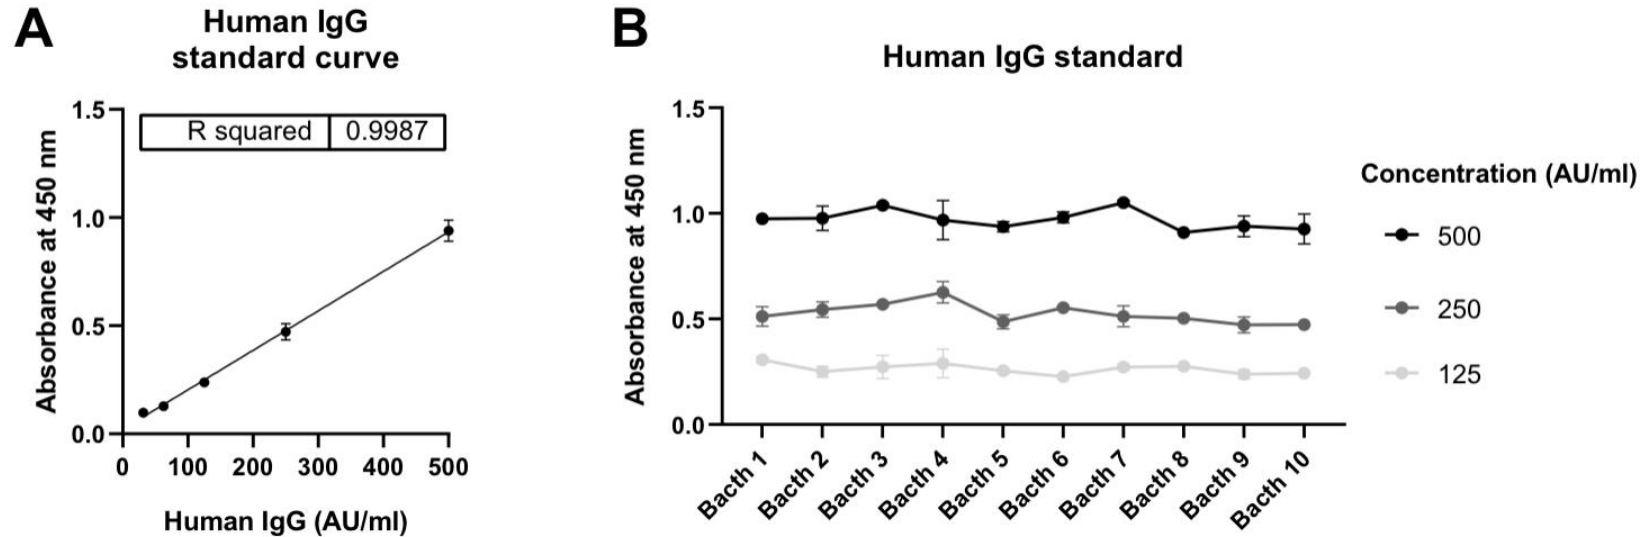 A
Human IgG
standard curve
R squared 0.9987
Absorbance at 450 nm
1.5
1.0
0.5
0.0
0 100 200 300 400 500
Human IgG (AU/ml)
B
Human IgG standard
Absorbance at 450 nm
1.5
1.0
0.5
0.0
Bacth 1
Bacth 2
Bacth 3
Bacth 4
Bacth 5
Bacth 6
Bacth 7
Bacth 8
Bacth 9
Bacth 10
Concentration (AU/ml)
500
250
125